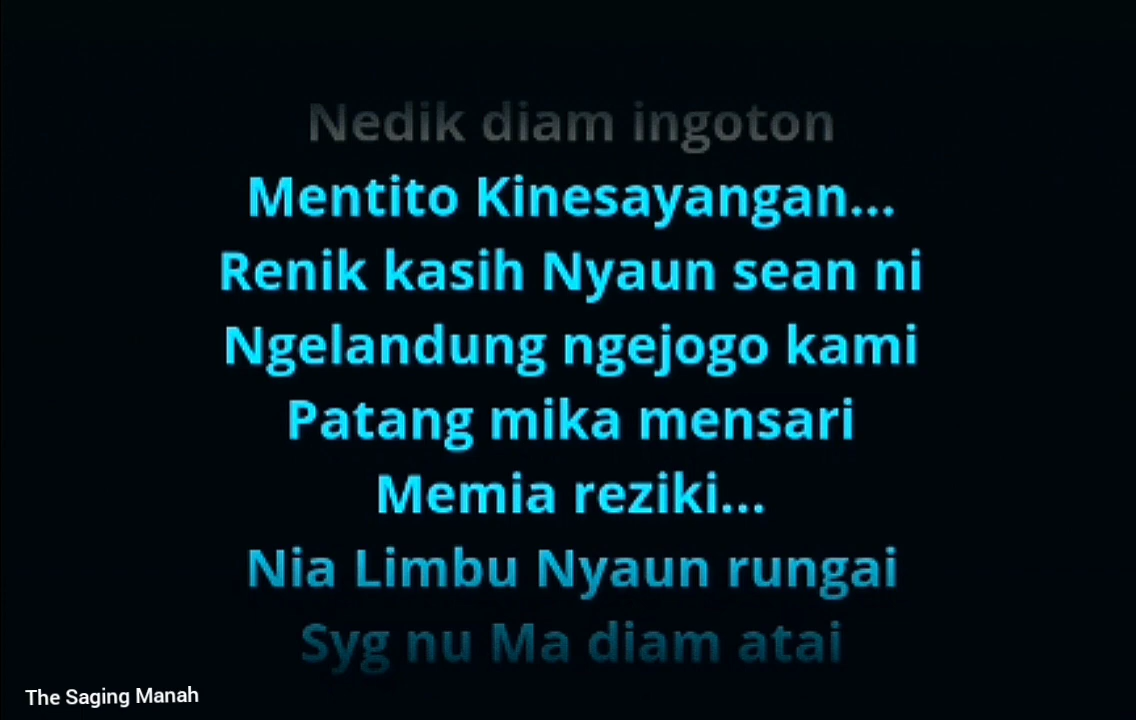 Nedik diam ingoton
Mentito Kinesayangan...
Renik kasih Nyaun sean ni
Ngelandung ngejogo kami
Patang mika mensari
Memia reziki...
Nia Limbu Nyaun rungai
Syg nu Ma diam atai
The Saging Manah